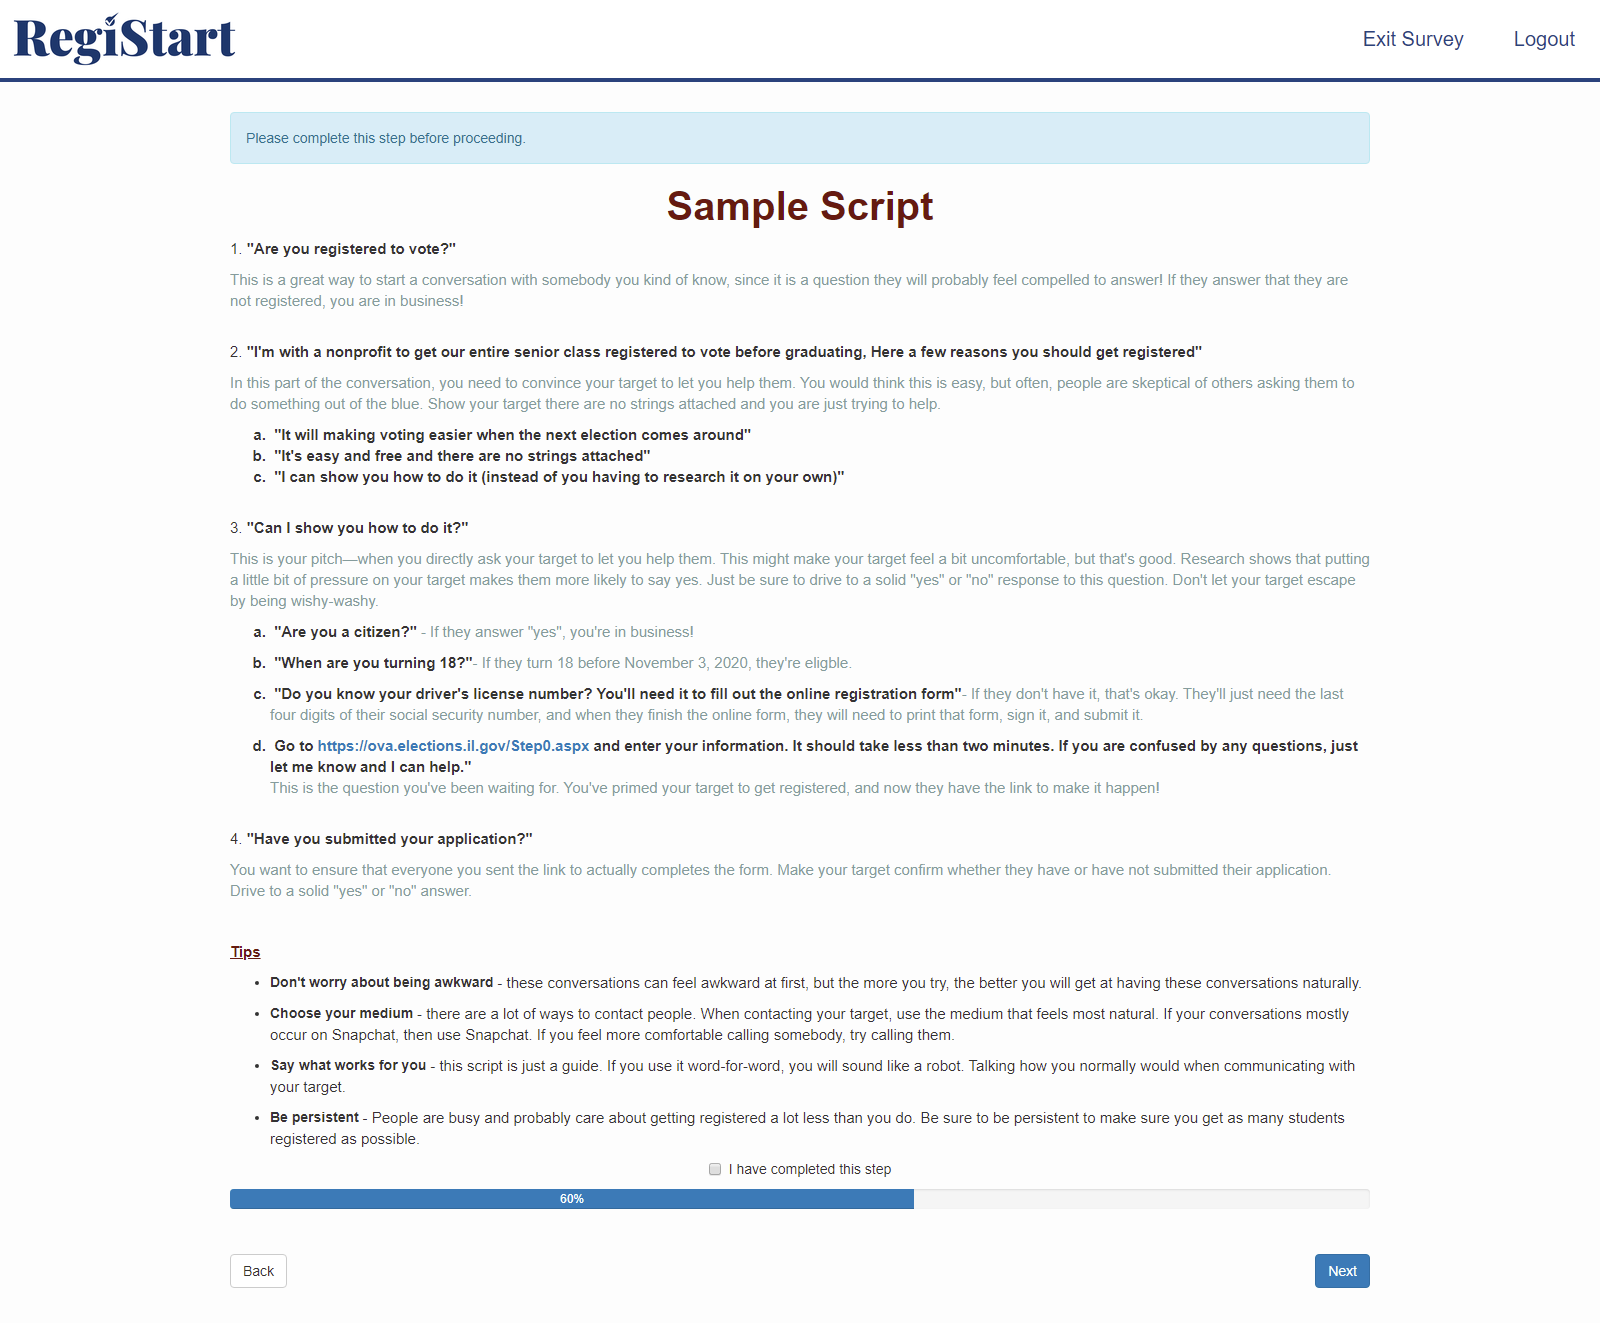 RegiStart
Exit Survey
Logout
Please complete this step before proceeding.
Sample Script
1. "Are you registered to vote?"
This is a great way to start a conversation with somebody you kind of know, since it is a question they will probably feel compelled to answer! If they answer that they are
not registered, you are in business!
2. "I'm with a nonprofit to get our entire senior class registered to vote before graduating, Here a few reasons you should get registered"
In this part of the conversation, you need to convince your target to let you help them. You would think this is easy, but often, people are skeptical of others asking them to
do something out of the blue. Show your target there are no strings attached and you are just trying to help.
a. "It will making voting easier when the next election comes around"
b. "It's easy and free and there are no strings attached"
c. "I can show you how to do it (instead of you having to research it on your own)"
3. "Can I show you how to do it?"
This is your pitch—when you directly ask your target to let you help them. This might make your target feel a bit uncomfortable, but that's good. Research shows that putting
a little bit of pressure on your target makes them more likely to say yes. Just be sure to drive to a solid "yes" or "no" response to this question. Don't let your target escape
by being wishy-washy.
a. "Are you a citizen?" - If they answer "yes", you're in business!
b. "When are you turning 18?"- If they turn 18 before November 3, 2020, they're eligble.
c. "Do you know your driver's license number? You'll need it to fill out the online registration form"- If they don't have it, that's okay. They'll just need the last
four digits of their social security number, and when they finish the online form, they will need to print that form, sign it, and submit it.
d. Go to https://ova.elections.il.gov/Step0.aspx and enter your information. It should take less than two minutes. If you are confused by any questions, just
let me know and I can help."
This is the question you've been waiting for. You've primed your target to get registered, and now they have the link to make it happen!
4. "Have you submitted your application?"
You want to ensure that everyone you sent the link to actually completes the form. Make your target confirm whether they have or have not submitted their application.
Drive to a solid "yes" or "no" answer.
Tips
• Don't worry about being awkward - these conversations can feel awkward at first, but the more you try, the better you will get at having these conversations naturally.
• Choose your medium - there are a lot of ways to contact people. When contacting your target, use the medium that feels most natural. If your conversations mostly
occur on Snapchat, then use Snapchat. If you feel more comfortable calling somebody, try calling them.
• Say what works for you - this script is just a guide. If you use it word-for-word, you will sound like a robot. Talking how you normally would when communicating with
your target.
• Be persistent - People are busy and probably care about getting registered a lot less than you do. Be sure to be persistent to make sure you get as many students
registered as possible.
I have completed this step
60%
Back
Next